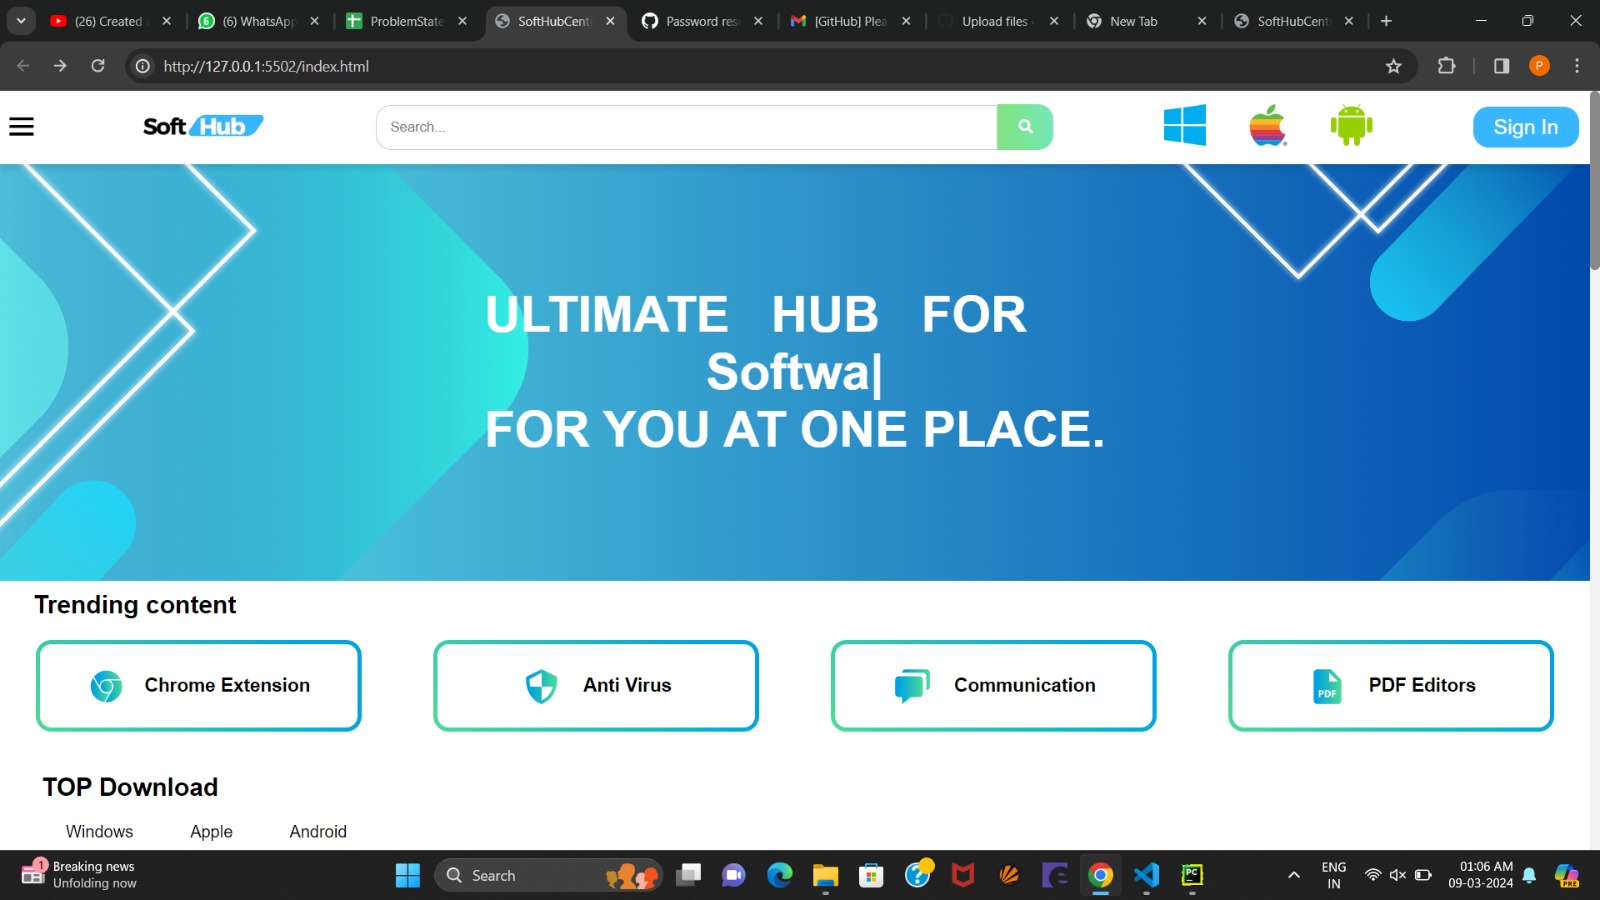 (26) Created
(6) WhatsApp
ProblemState
SoftHubCent
Password res
[GitHub] Plea
Upload files -
New Tab
SoftHubCent
http://127.0.0.1:5502/index.html
P
Soft Hub
Search...
Sign In
ULTIMATE HUB FOR
Softwa|
FOR YOU AT ONE PLACE.
Trending content
Chrome Extension
Anti Virus
Communication
PDF
PDF Editors
TOP Download
Windows
Apple
Android
1
Breaking news
Unfolding now
Search
PC
ENG
IN
01:06 AM
09-03-2024
PRE